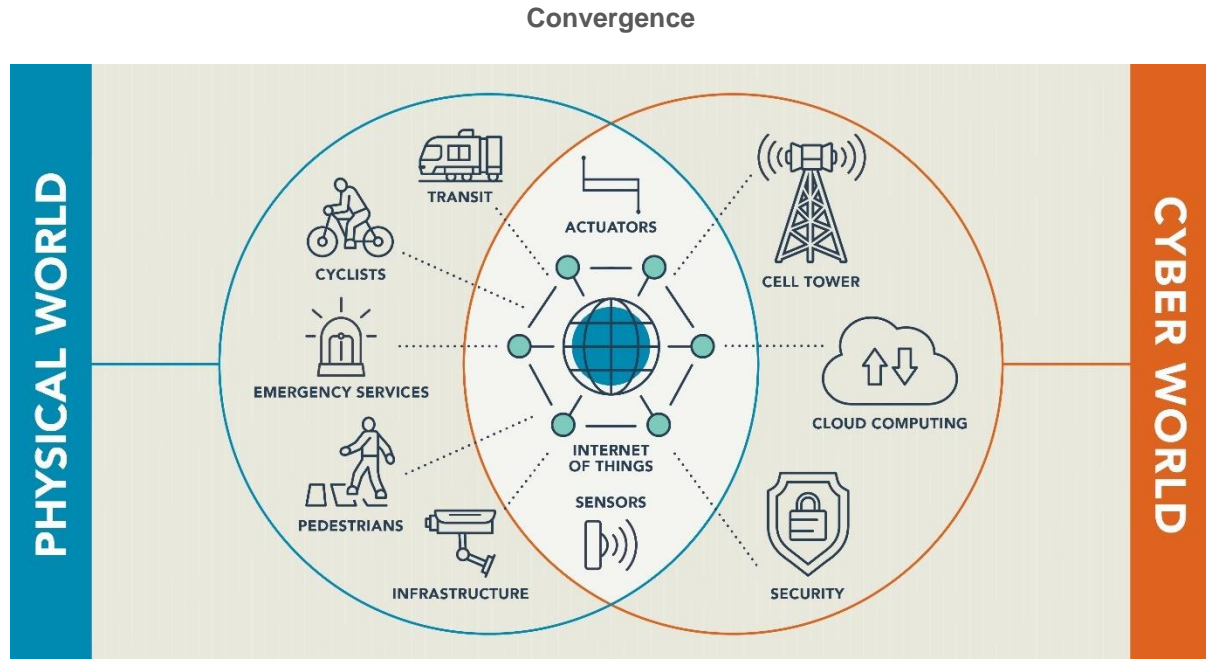 Convergence
PHYSICAL WORLD
TRANSIT
CYCLISTS
EMERGENCY SERVICES
PEDESTRIANS
INFRASTRUCTURE
ACTUATORS
INTERNET
OF THINGS
SENSORS
CELL TOWER
CLOUD COMPUTING
SECURITY
CYBER WORLD